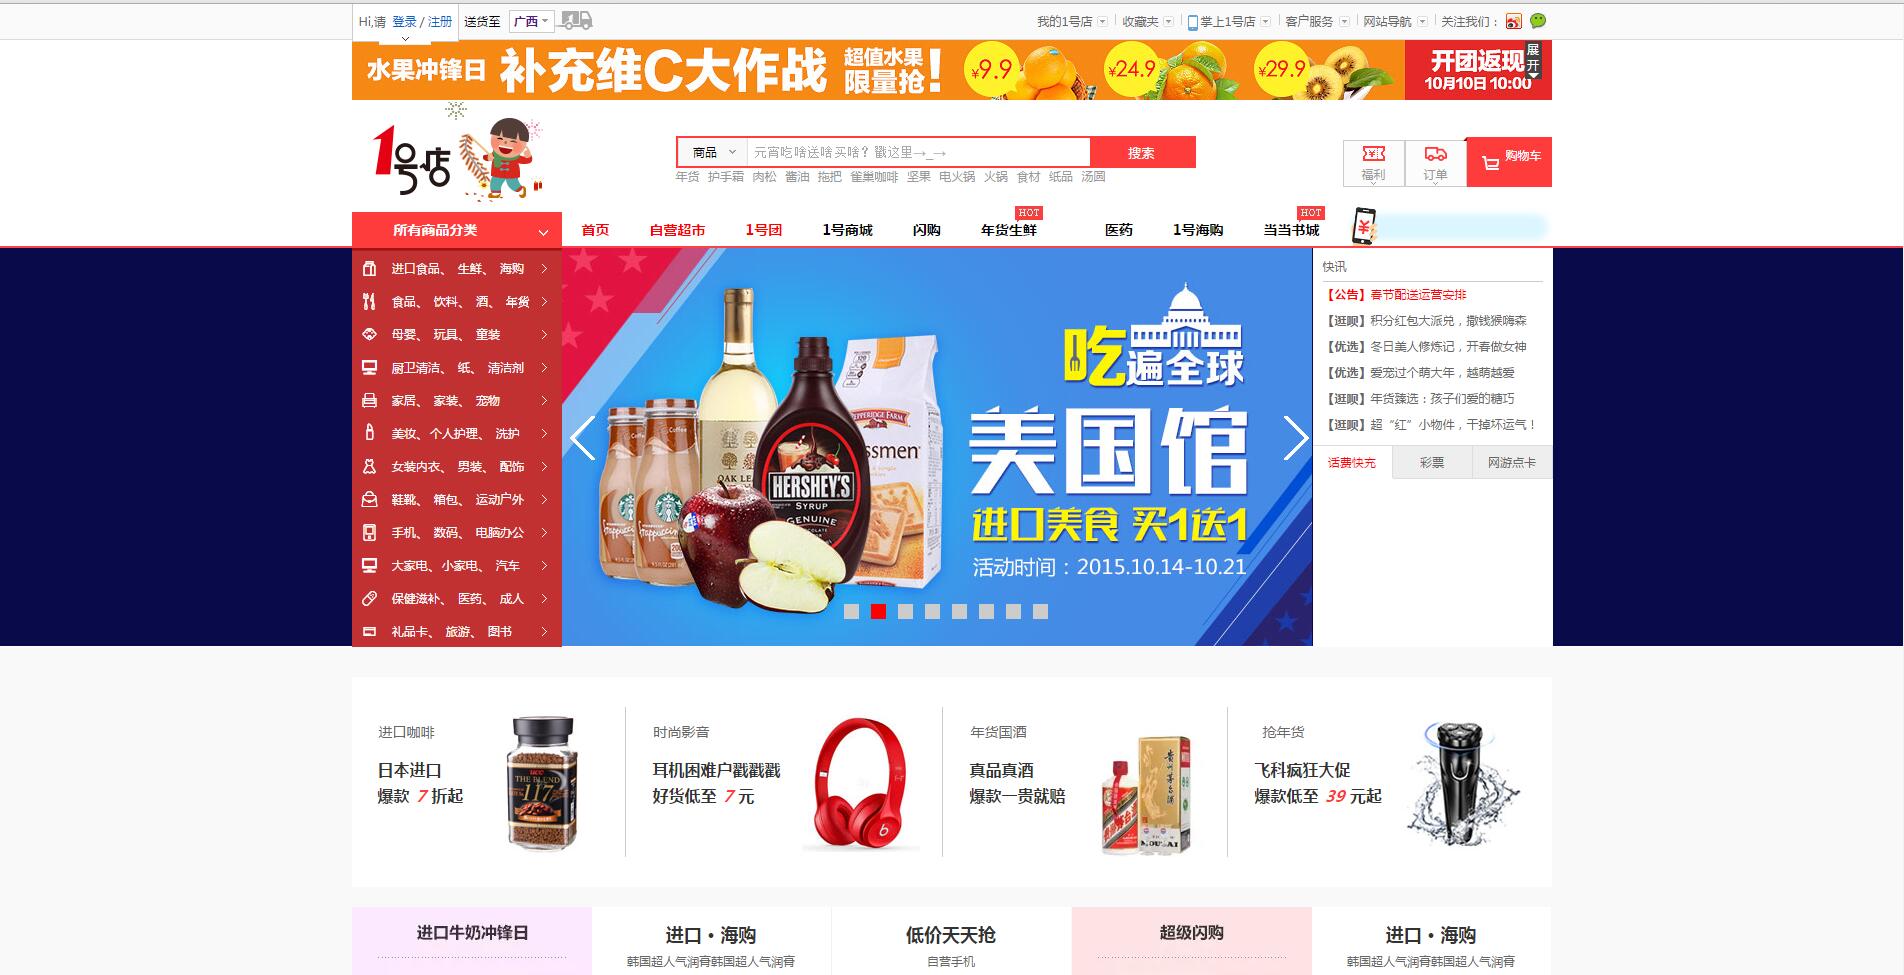 Hi,请 登录 / 注册 送货至 广西
我的1号店 收藏夹 掌上1号店 客户服务 网站导航 关注我们：
水果冲锋日 补充维C大作战 超值水果 限量抢！ ¥9.9 ¥24.9 ¥29.9 开团返现 10月10日 10:00 展开
1号店
商品 元宵吃啥送啥买啥？戳这里→_→ 搜索
年货 护手霜 肉松 酱油 拖把 雀巢咖啡 坚果 电火锅 火锅 食材 纸品 汤圆
福利 订单 购物车
HOT HOT
所有商品分类 首页 自营超市 1号团 1号商城 闪购 年货生鲜 医药 1号海购 当当书城
进口食品、 生鲜、 海购
食品、 饮料、 酒、 年货
母婴、 玩具、 童装
厨卫清洁、 纸、 清洁剂
家居、 家装、 宠物
美妆、个人护理、 洗护
女装内衣、 男装、 配饰
鞋靴、 箱包、 运动户外
手机、 数码、 电脑办公
大家电、小家电、 汽车
保健滋补、 医药、 成人
礼品卡、 旅游、 图书
吃遍全球
美国馆
进口美食 买1送1
活动时间：2015.10.14-10.21
HERSHEY'S
SYRUP
GENUINE
CHOCOLATE
PEPPERIDGE FARM
OAK LEA
Coffee
Coffee
frappuccino
快讯
【公告】春节配送运营安排
【逛呗】积分红包大派兑，撒钱猴嗨森
【优选】冬日美人修炼记，开春做女神
【优选】爱宠过个萌大年，越萌越爱
【逛呗】年货臻选：孩子们爱的糖巧
【逛呗】超“红”小物件，干掉坏运气！
话费快充 彩票 网游点卡
进口咖啡
日本进口
爆款 7 折起
UCC
THE BLEND
117
时尚影音
耳机困难户戳戳戳
好货低至 7 元
年货国酒
真品真酒
爆款一贵就赔
贵州茅台酒
MOUTAI
抢年货
飞科疯狂大促
爆款低至 39 元起
进口牛奶冲锋日
进口・海购
韩国超人气润膏韩国超人气润膏
低价天天抢
自营手机
超级闪购
进口・海购
韩国超人气润膏韩国超人气润膏